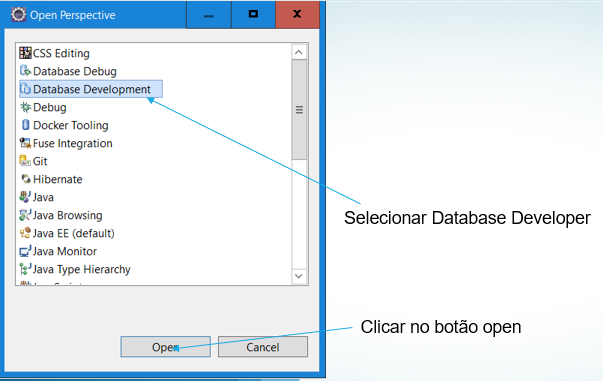 Open Perspective
CSS Editing
Database Debug
Database Development
Debug
Docker Tooling
Fuse Integration
Git
Hibernate
Java
Java Browsing
Java EE (default)
Java Monitor
Java Type Hierarchy
Selecionar Database Developer
Clicar no botão open
Open
Cancel